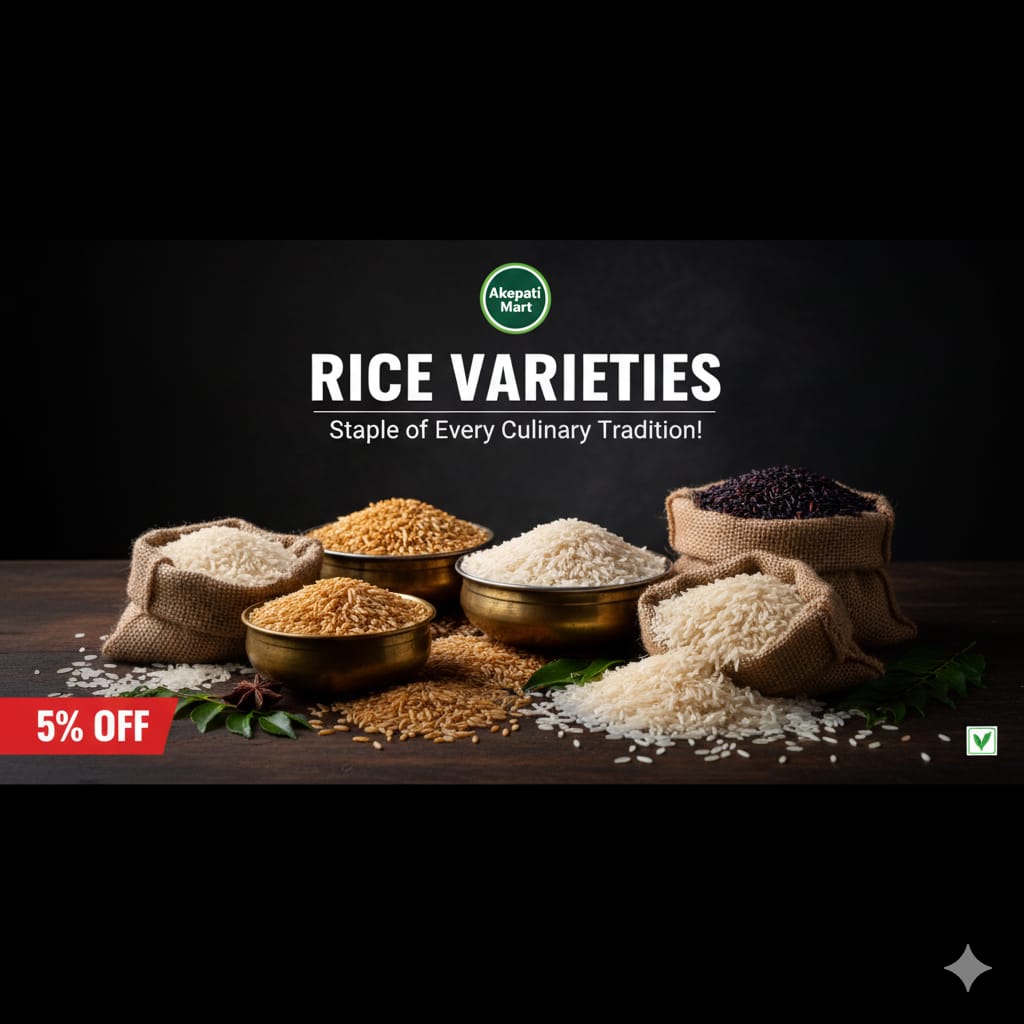 Akepati
Mart
RICE VARIETIES
Staple of Every Culinary Tradition!
5% OFF